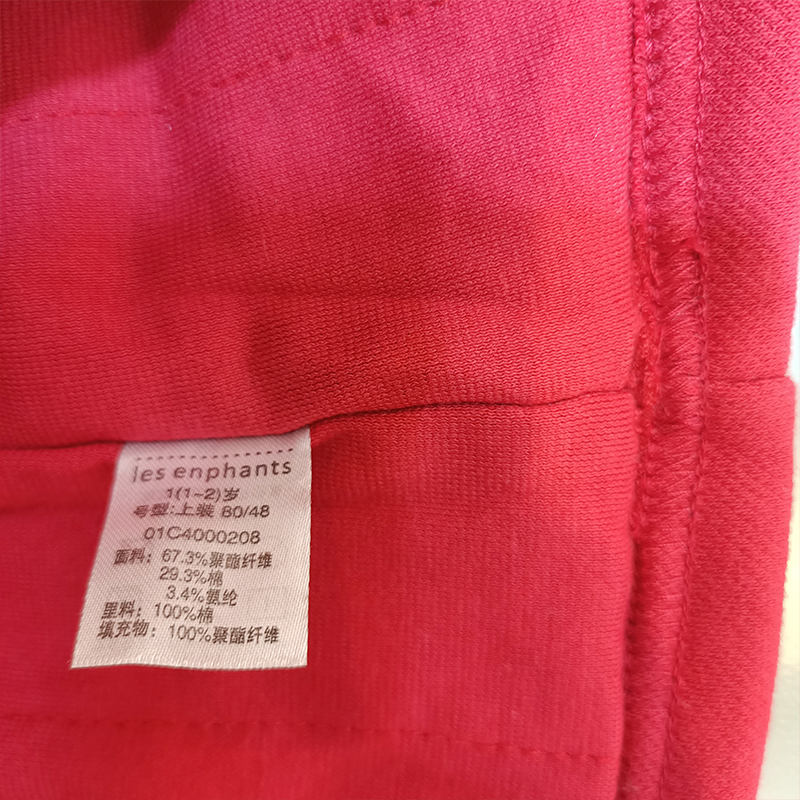 les enphants
1(1-2)岁
号型:上装 80/48
01C4000208
面料: 67.3%聚酯纤维
29.3%棉
3.4%氨纶
里料: 100%棉
填充物: 100%聚酯纤维